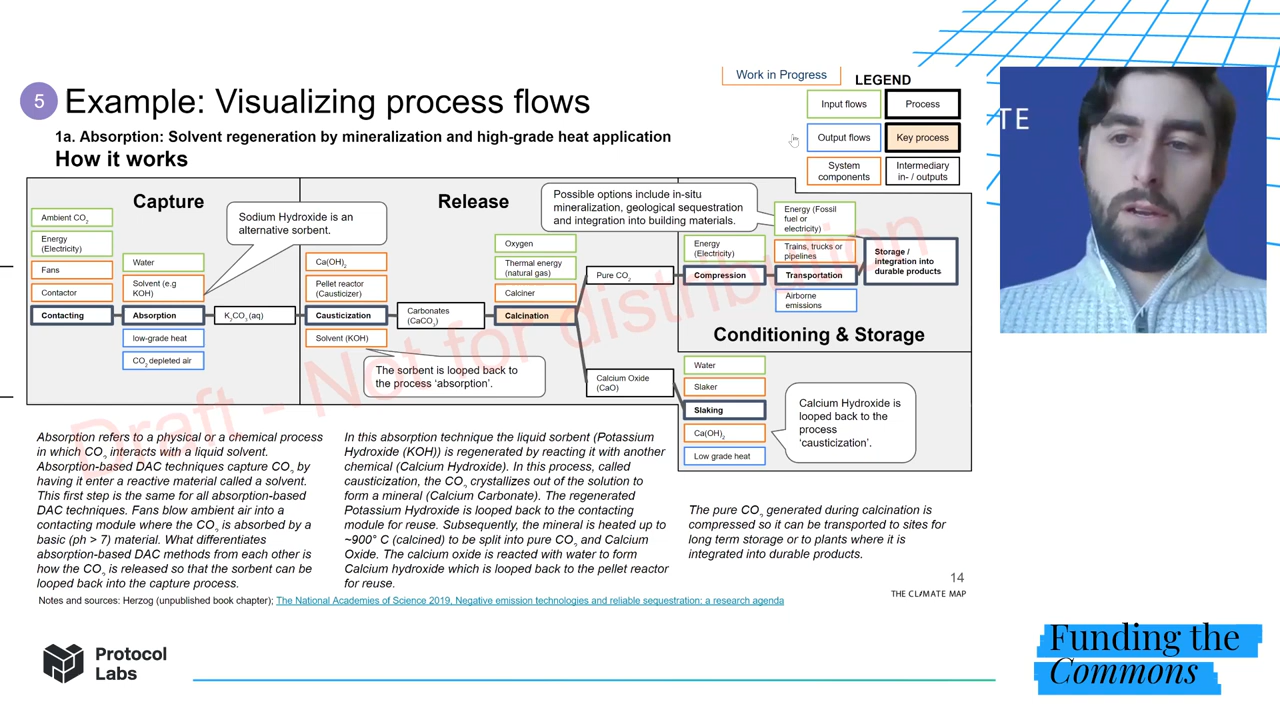 Work in Progress
LEGEND
Input flows
Process
Output flows
Key process
System
components
Intermediary
in- / outputs
TE
5
Example: Visualizing process flows
1a. Absorption: Solvent regeneration by mineralization and high-grade heat application
How it works
Capture
Ambient CO2
Energy
(Electricity)
Fans
Contactor
Contacting
Sodium Hydroxide is an
alternative sorbent.
Water
Solvent (e.g
KOH)
Absorption
low-grade heat
CO2 depleted air
K2CO3 (aq)
Release
Ca(OH)2
Pellet reactor
(Causticizer)
Causticization
Solvent (KOH)
The sorbent is looped back to
the process 'absorption'.
Carbonates
(CaCO3)
Oxygen
Thermal energy
(natural gas)
Calciner
Calcination
Possible options include in-situ
mineralization, geological sequestration
and integration into building materials.
Pure CO2
Calcium Oxide
(CaO)
Energy
(Electricity)
Compression
Energy (Fossil
fuel or
electricity)
Trains, trucks or
pipelines
Transportation
Airborne
emissions
Storage /
integration into
durable products
Conditioning & Storage
Water
Slaker
Slaking
Ca(OH)2
Low grade heat
Calcium Hydroxide is
looped back to the
process
'causticization'.
Draft - Not for distribution
Absorption refers to a physical or a chemical process
in which CO2 interacts with a liquid solvent.
Absorption-based DAC techniques capture CO2 by
having it enter a reactive material called a solvent.
This first step is the same for all absorption-based
DAC techniques. Fans blow ambient air into a
contacting module where the CO2 is absorbed by a
basic (ph > 7) material. What differentiates
absorption-based DAC methods from each other is
how the CO2 is released so that the sorbent can be
looped back into the capture process.
In this absorption technique the liquid sorbent (Potassium
Hydroxide (KOH)) is regenerated by reacting it with another
chemical (Calcium Hydroxide). In this process, called
causticization, the CO2 crystallizes out of the solution to
form a mineral (Calcium Carbonate). The regenerated
Potassium Hydroxide is looped back to the contacting
module for reuse. Subsequently, the mineral is heated up to
~900° C (calcined) to be split into pure CO2 and Calcium
Oxide. The calcium oxide is reacted with water to form
Calcium hydroxide which is looped back to the pellet reactor
for reuse.
The pure CO2 generated during calcination is
compressed so it can be transported to sites for
long term storage or to plants where it is
integrated into durable products.
14
THE CLIMATE MAP
Notes and sources: Herzog (unpublished book chapter); The National Academies of Science 2019, Negative emission technologies and reliable sequestration: a research agenda
Protocol
Labs
Funding the
Commons